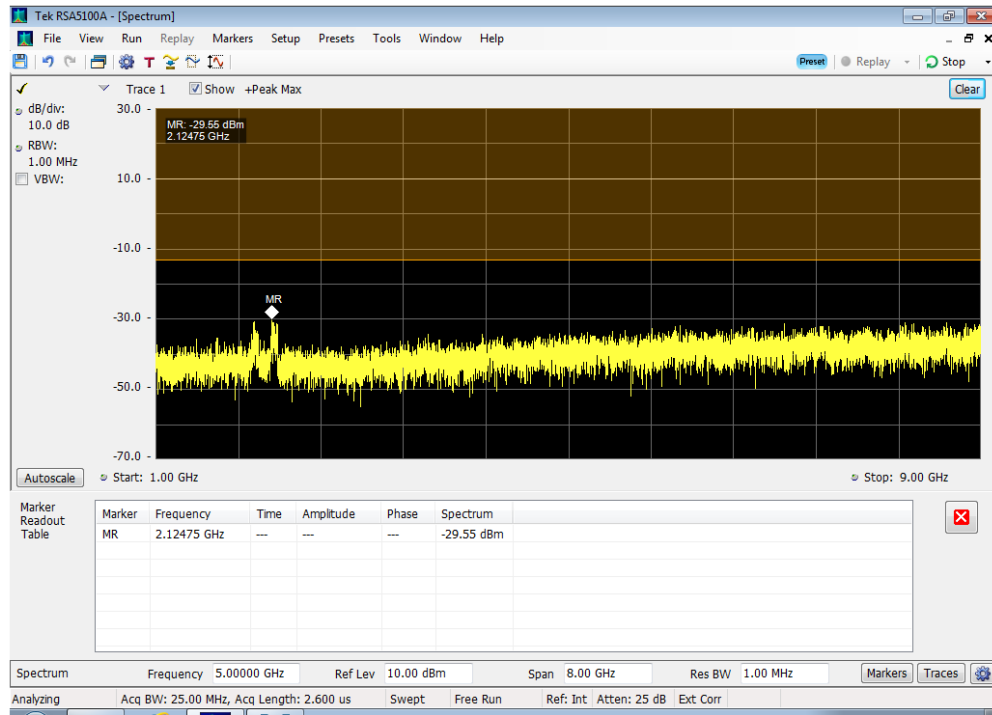 Tek RSA5100A - [Spectrum]
File View Run Replay Markers Setup Presets Tools Window Help
T Preset Replay Stop
Trace 1 Show +Peak Max Clear
dB/div:
10.0 dB
RBW:
1.00 MHz
VBW:
30.0
10.0
-10.0
-30.0
-50.0
-70.0
MR: -29.55 dBm
2.12475 GHz
MR
Autoscale Start: 1.00 GHz Stop: 9.00 GHz
Marker
Readout
Table
Marker Frequency Time Amplitude Phase Spectrum
MR 2.12475 GHz --- --- --- -29.55 dBm
Spectrum Frequency 5.00000 GHz Ref Lev 10.00 dBm Span 8.00 GHz Res BW 1.00 MHz Markers Traces
Analyzing Acq BW: 25.00 MHz, Acq Length: 2.600 us Swept Free Run Ref: Int Atten: 25 dB Ext Corr